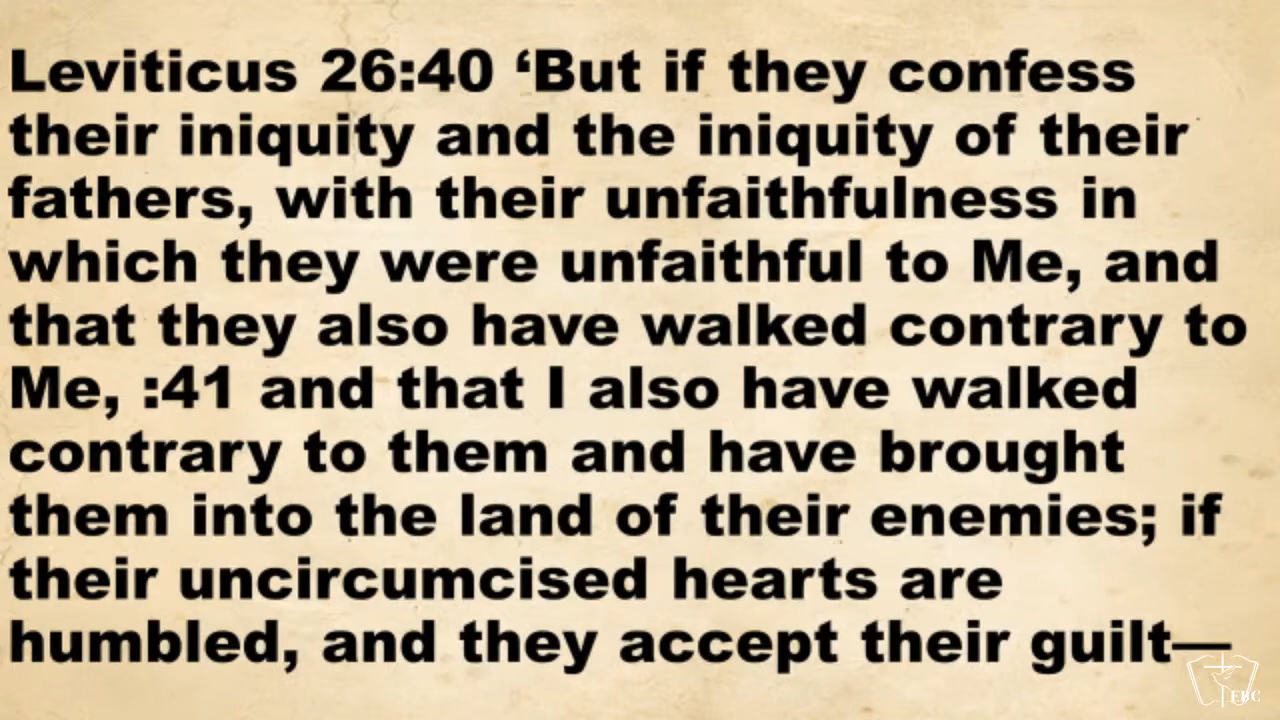 Leviticus 26:40 ‘But if they confess
their iniquity and the iniquity of their
fathers, with their unfaithfulness in
which they were unfaithful to Me, and
that they also have walked contrary to
Me, :41 and that I also have walked
contrary to them and have brought
them into the land of their enemies; if
their uncircumcised hearts are
humbled, and they accept their guilt—